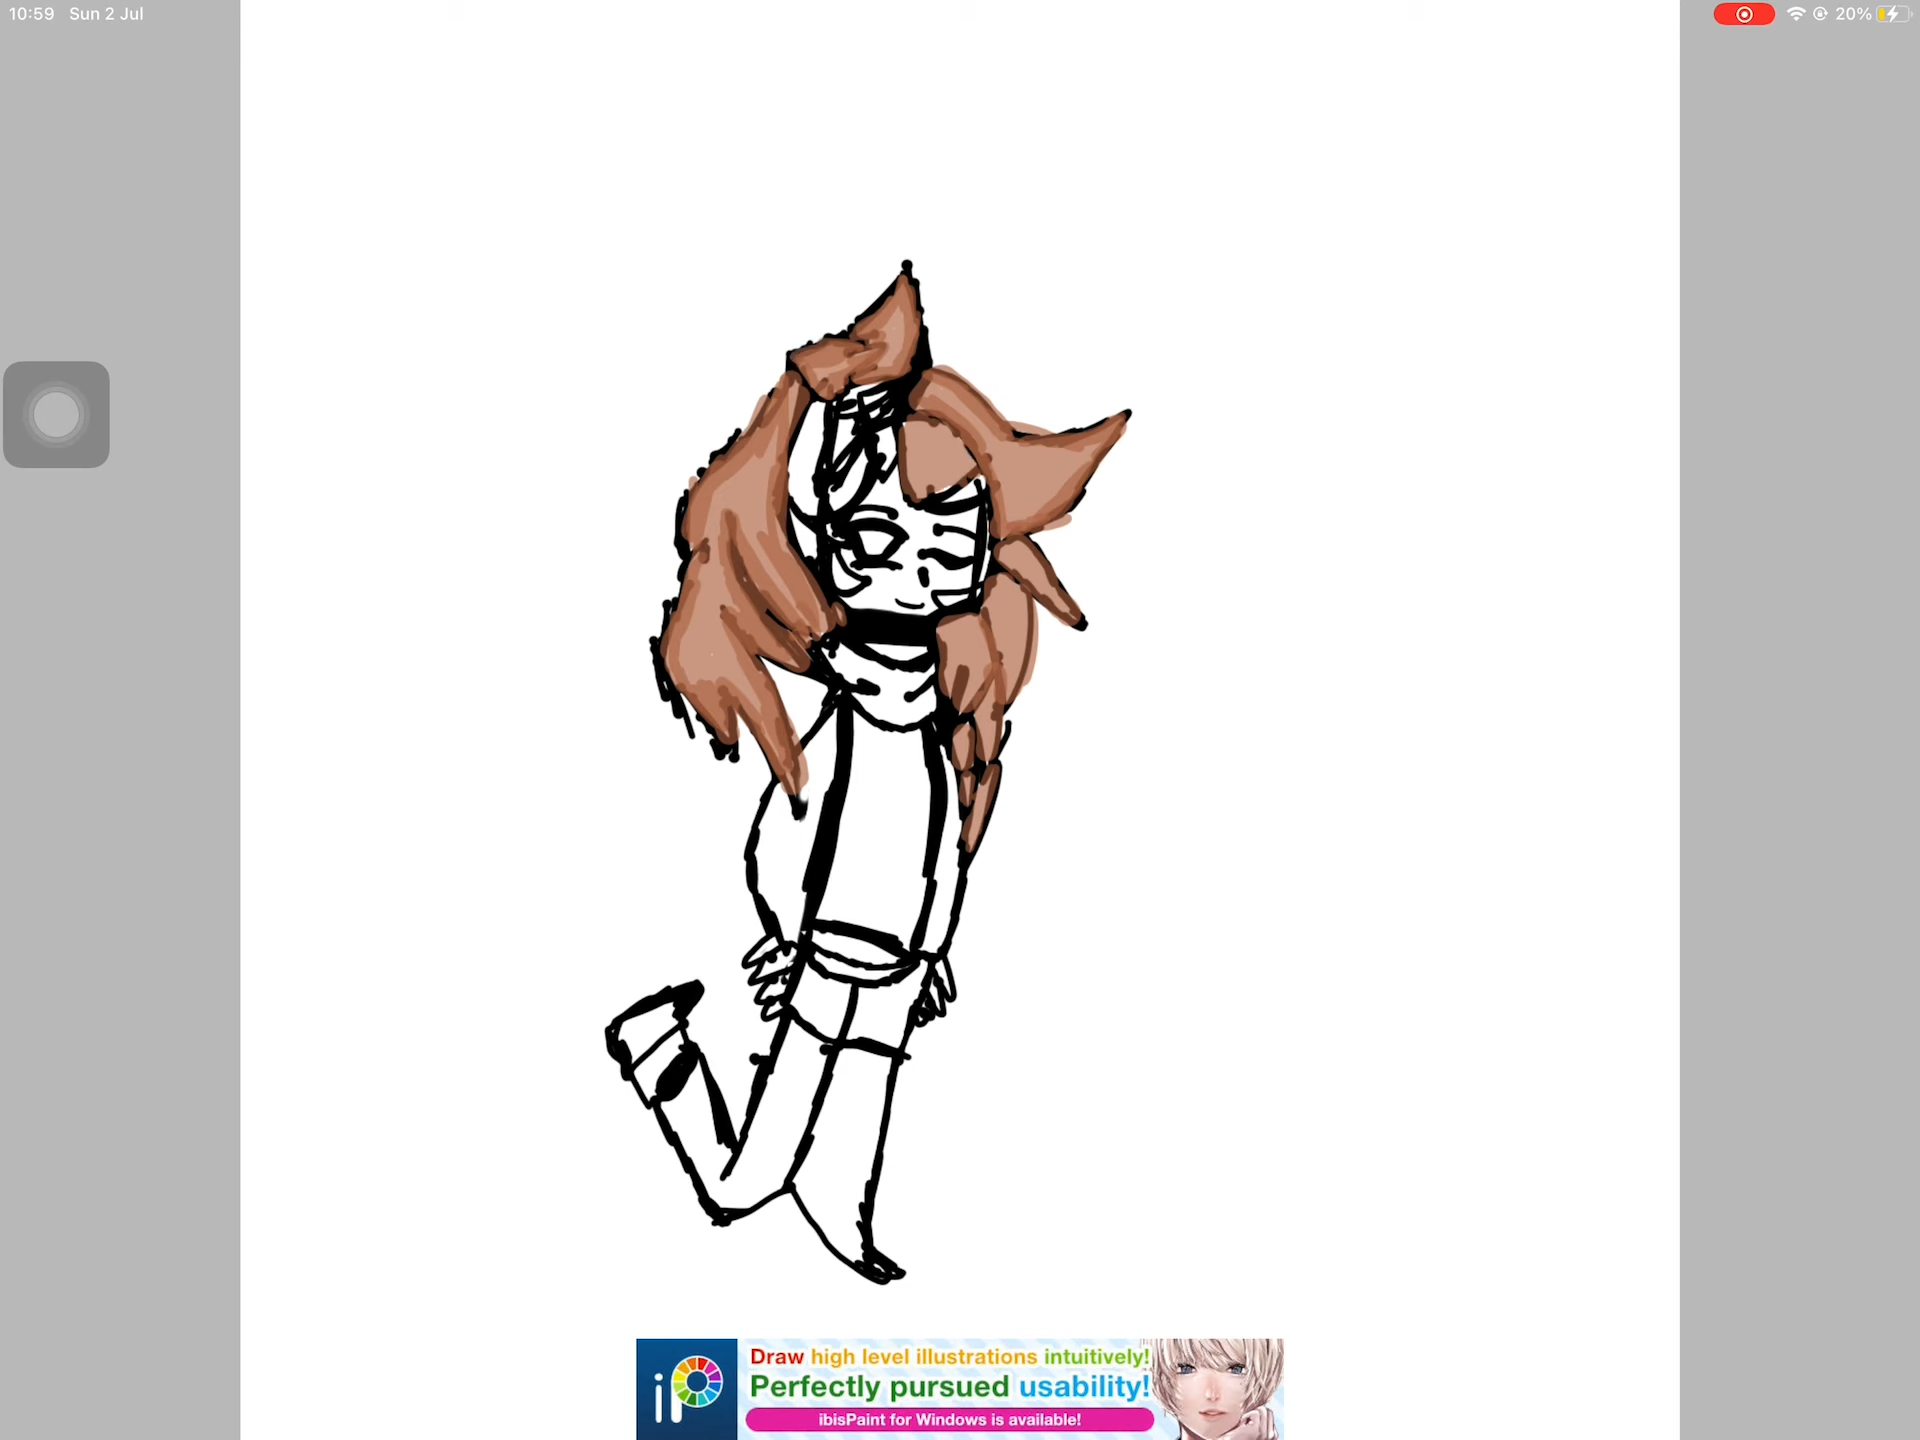 10:59 Sun 2 Jul
20%
iP
Draw high level illustrations intuitively!
Perfectly pursued usability!
ibisPaint for Windows is available!